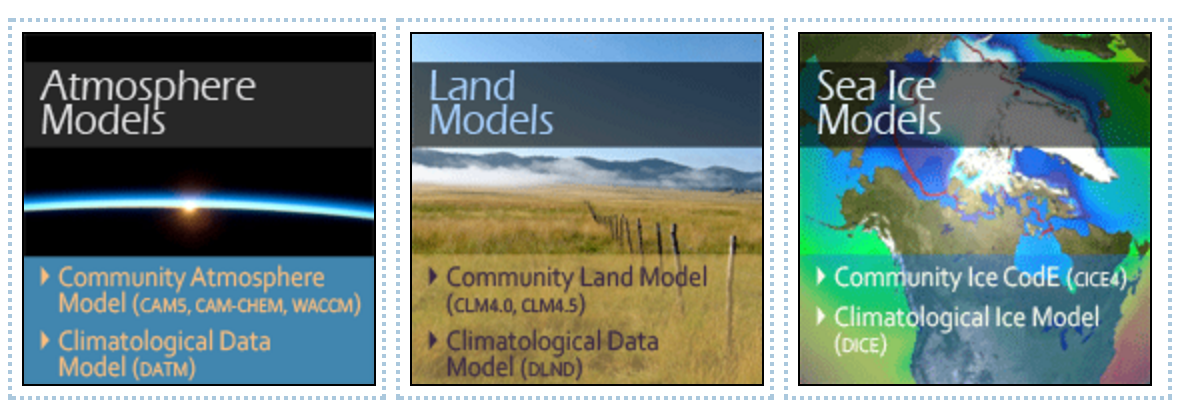 Atmosphere
Models
Community Atmosphere
Model (CAM5, CAM-CHEM, WACCM)
Climatological Data
Model (DATM)
Land
Models
Community Land Model
(CLM4.0, CLM4.5)
Climatological Data
Model (DLND)
Sea Ice
Models
Community Ice CodE (CICE4)
Climatological Ice Model
(DICE)